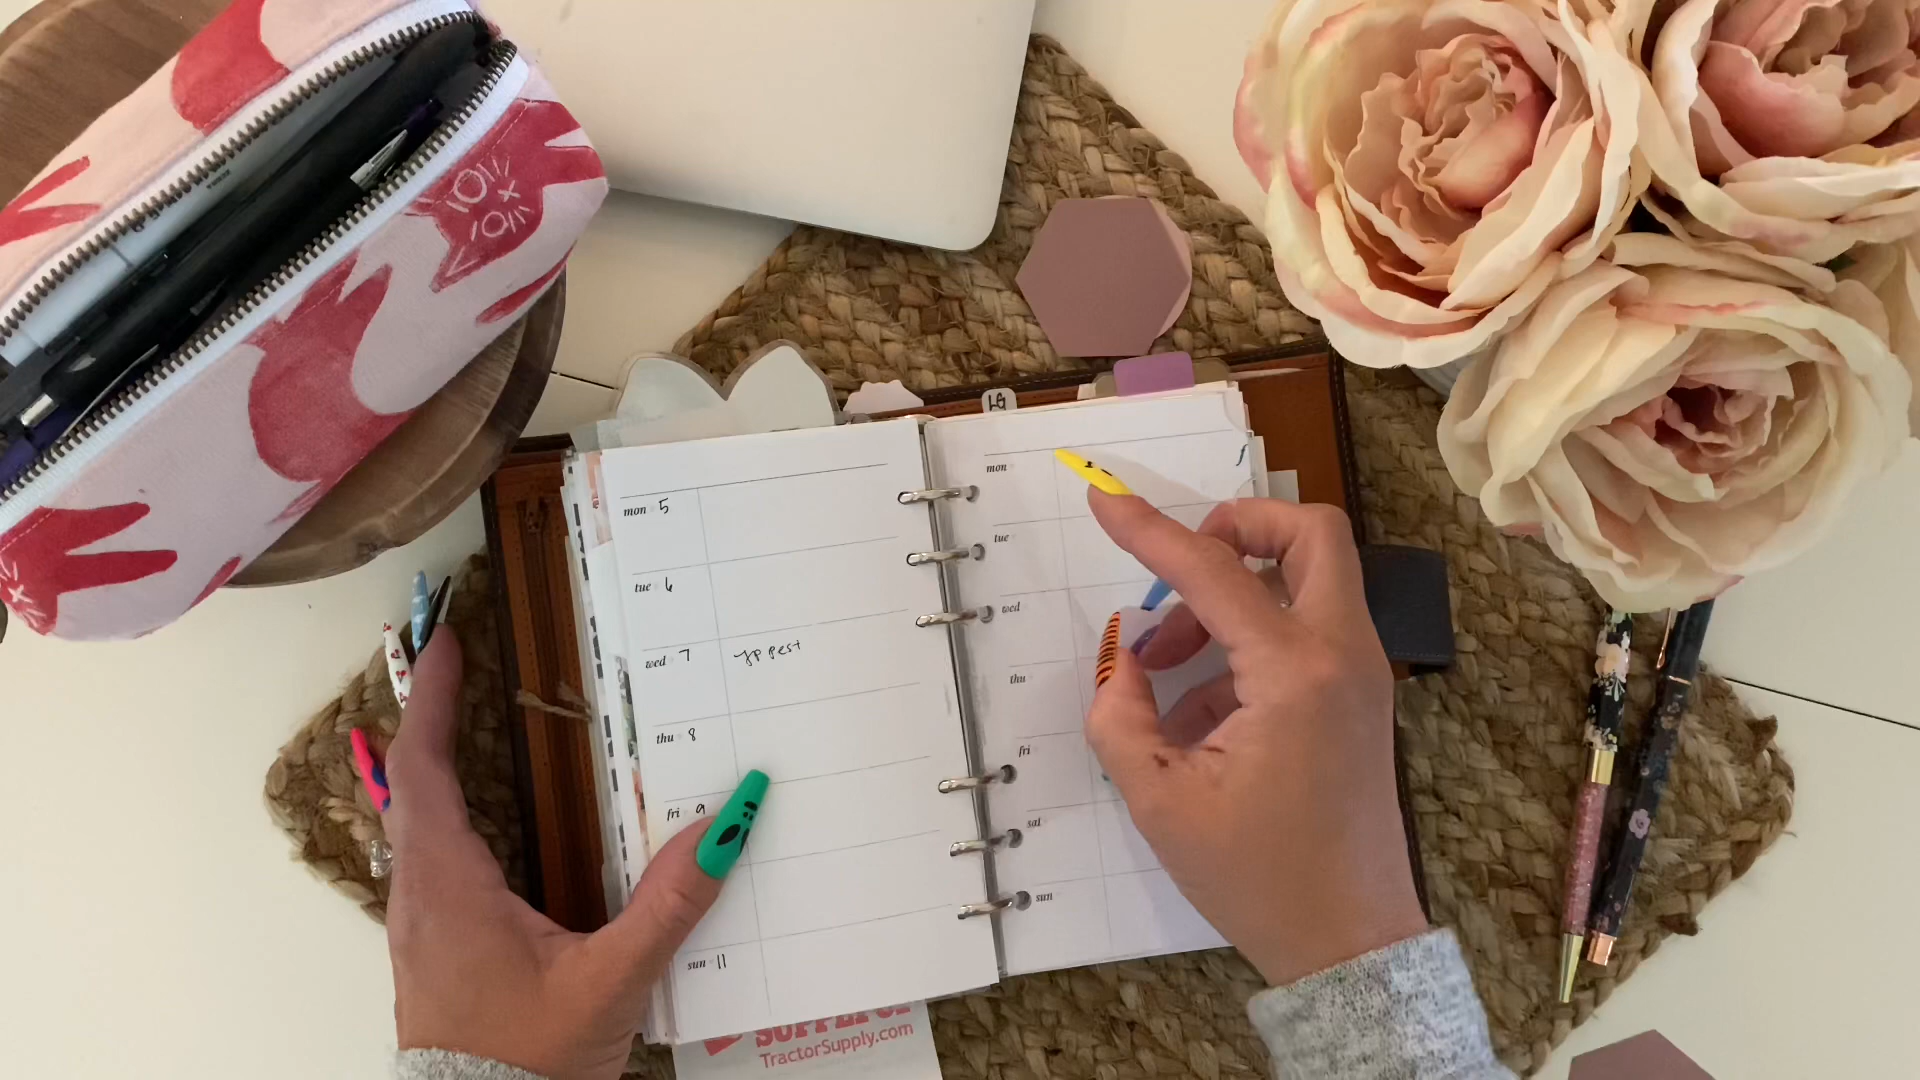 mon 5
tue 6
wed 7
thu 8
fri 9
sun 11
mon
tue
wed
thu
fri
sat
sun
TractorSupply.com